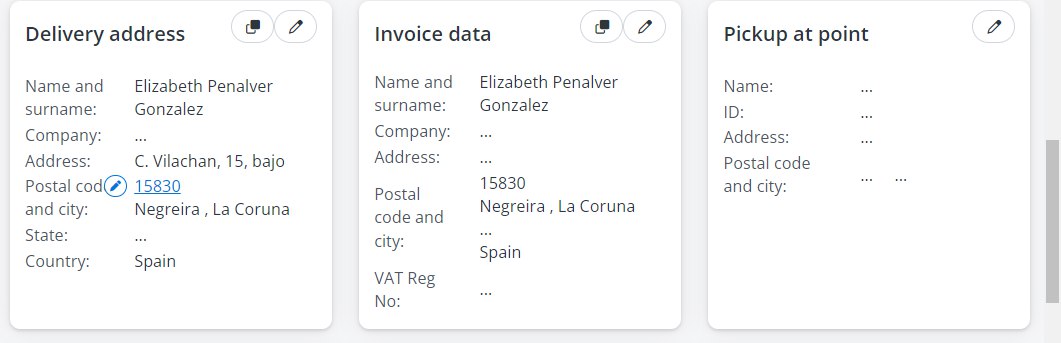 Delivery address
Name and surname: Elizabeth Penalver Gonzalez
Company: ...
Address: C. Vilachan, 15, bajo
Postal cod 15830
and city: Negreira , La Coruna
State: ...
Country: Spain
Invoice data
Name and surname: Elizabeth Penalver Gonzalez
Company: ...
Address: ...
Postal code and city: 15830
Negreira , La Coruna
...
Spain
VAT Reg No: ...
Pickup at point
Name: ...
ID: ...
Address: ...
Postal code and city: ... ...